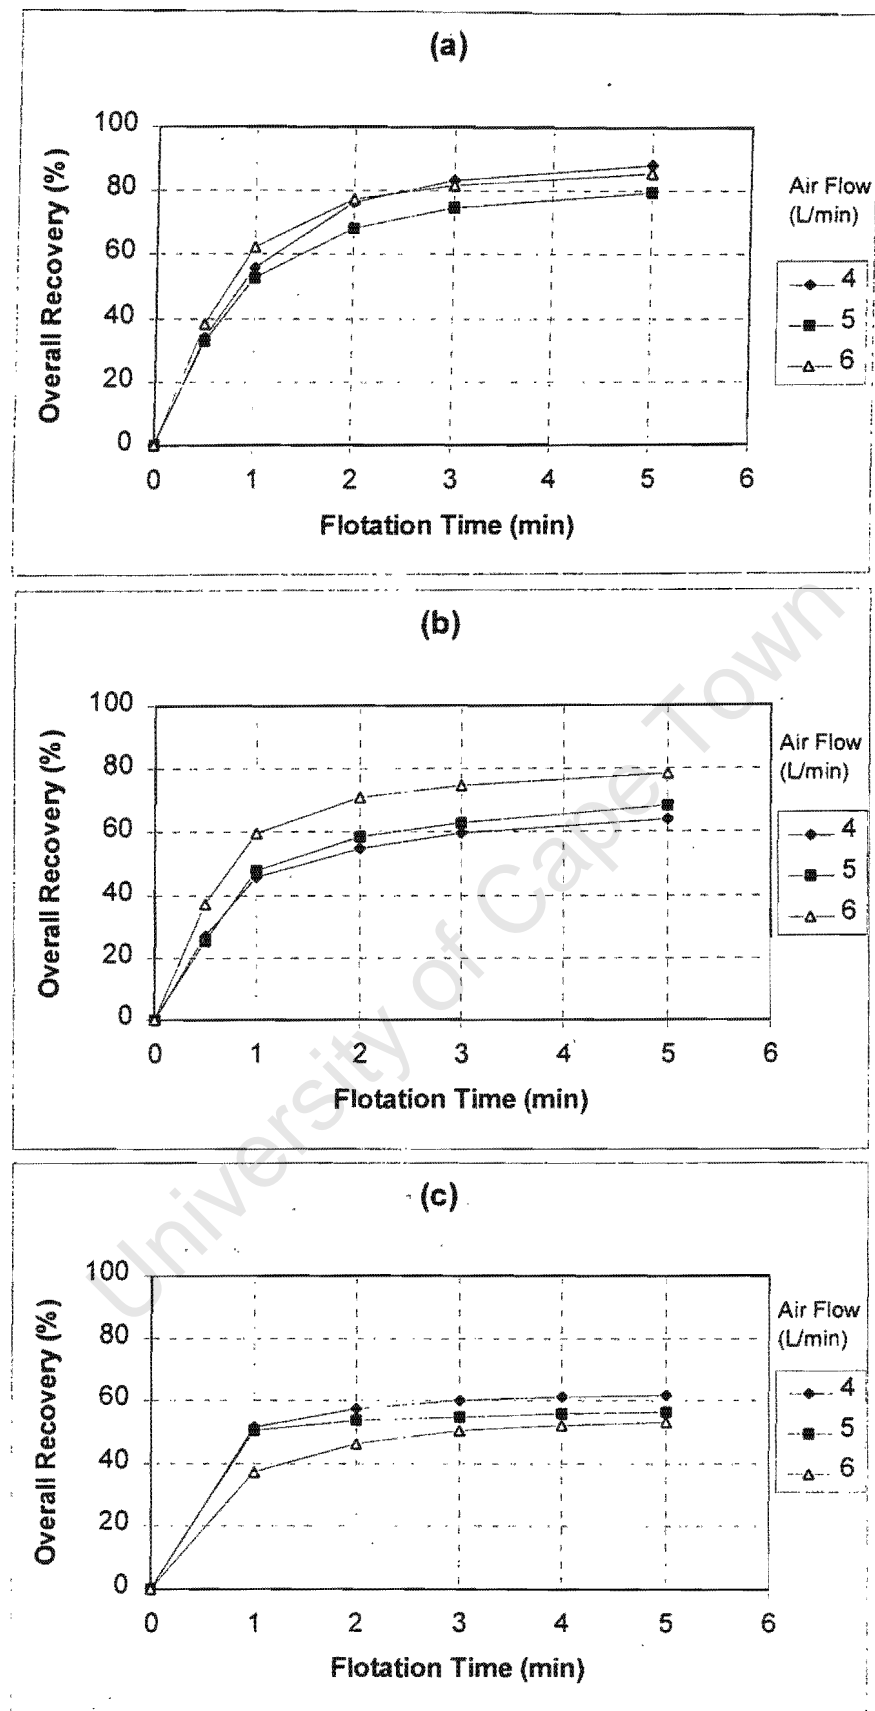 (a)
100
80
60
40
20
0
Overall Recovery (%)
0 1 2 3 4 5 6
Flotation Time (min)
Air Flow
(L/min)
4
5
6
(b)
100
80
60
40
20
0
Overall Recovery (%)
0 1 2 3 4 5 6
Flotation Time (min)
Air Flow
(L/min)
4
5
6
(c)
100
80
60
40
20
0
Overall Recovery (%)
0 1 2 3 4 5 6
Flotation Time (min)
Air Flow
(L/min)
4
5
6
University of Cape Town